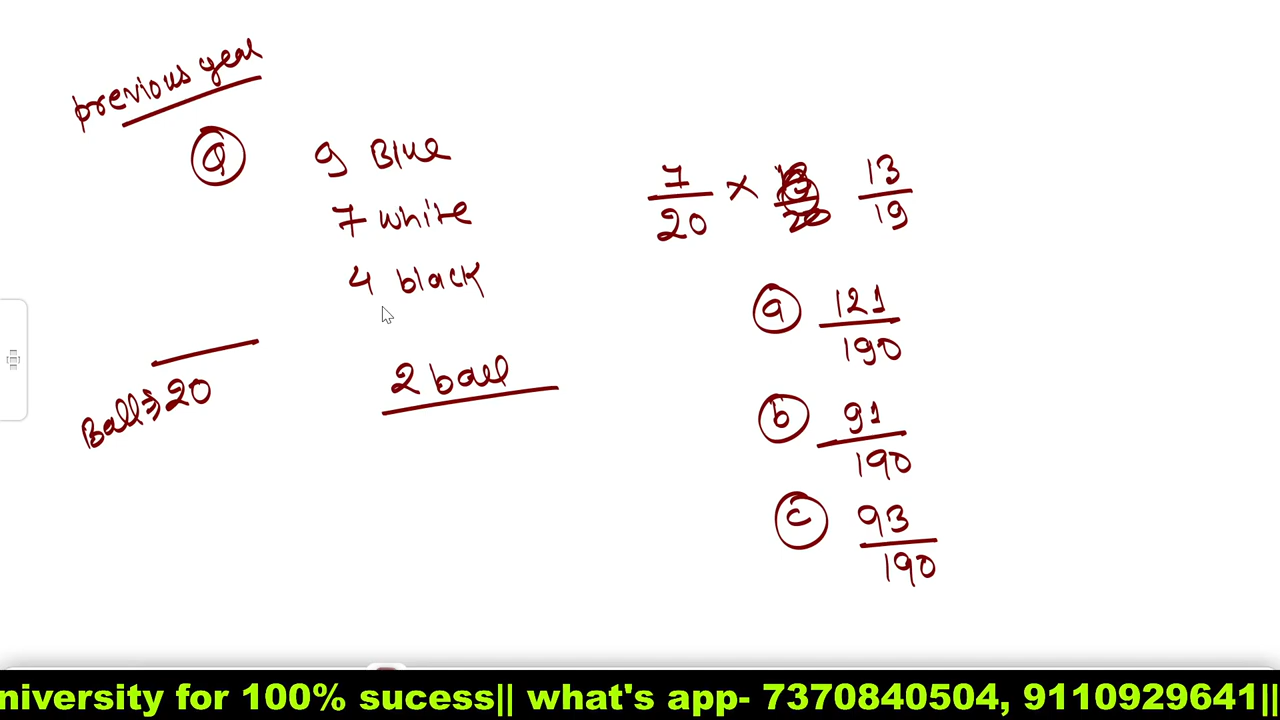 previous year
Q 9 Blue
7 white
4 black
2 ball
Ball⇒20
7/20 × 13/19
a 121/190
b 91/190
c 93/190
niversity for 100% sucess|| what's app- 7370840504, 9110929641||